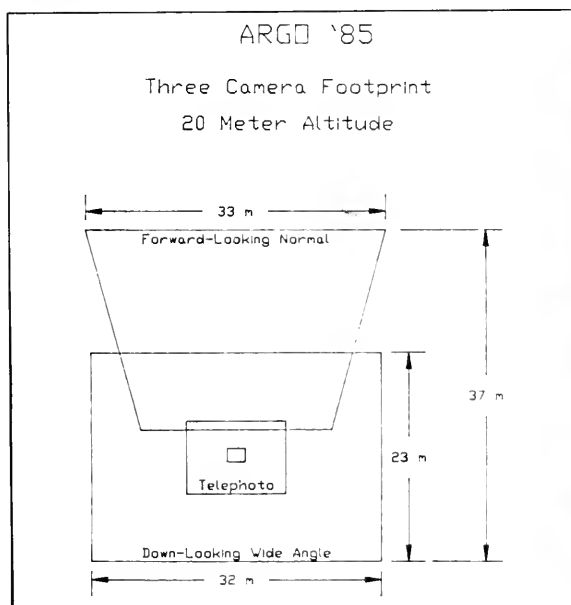 ARGO '85
Three Camera Footprint
20 Meter Altitude
33 m
Forward-Looking Normal
37 m
23 m
Telephoto
Down-Looking Wide Angle
32 m